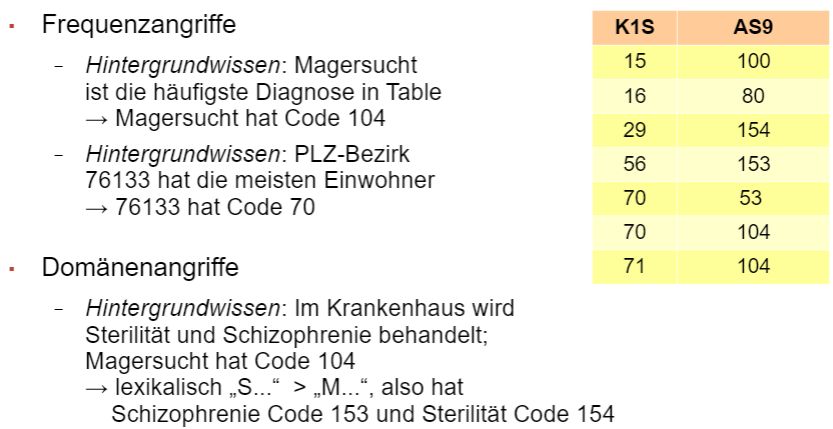 Frequenzangriffe
– Hintergrundwissen: Magersucht
ist die häufigste Diagnose in Table
→ Magersucht hat Code 104
– Hintergrundwissen: PLZ-Bezirk
76133 hat die meisten Einwohner
→ 76133 hat Code 70
Domänenangriffe
– Hintergrundwissen: Im Krankenhaus wird
Sterilität und Schizophrenie behandelt;
Magersucht hat Code 104
→ lexikalisch „S...“ > „M...“, also hat
Schizophrenie Code 153 und Sterilität Code 154
K1S AS9
15 100
16 80
29 154
56 153
70 53
70 104
71 104